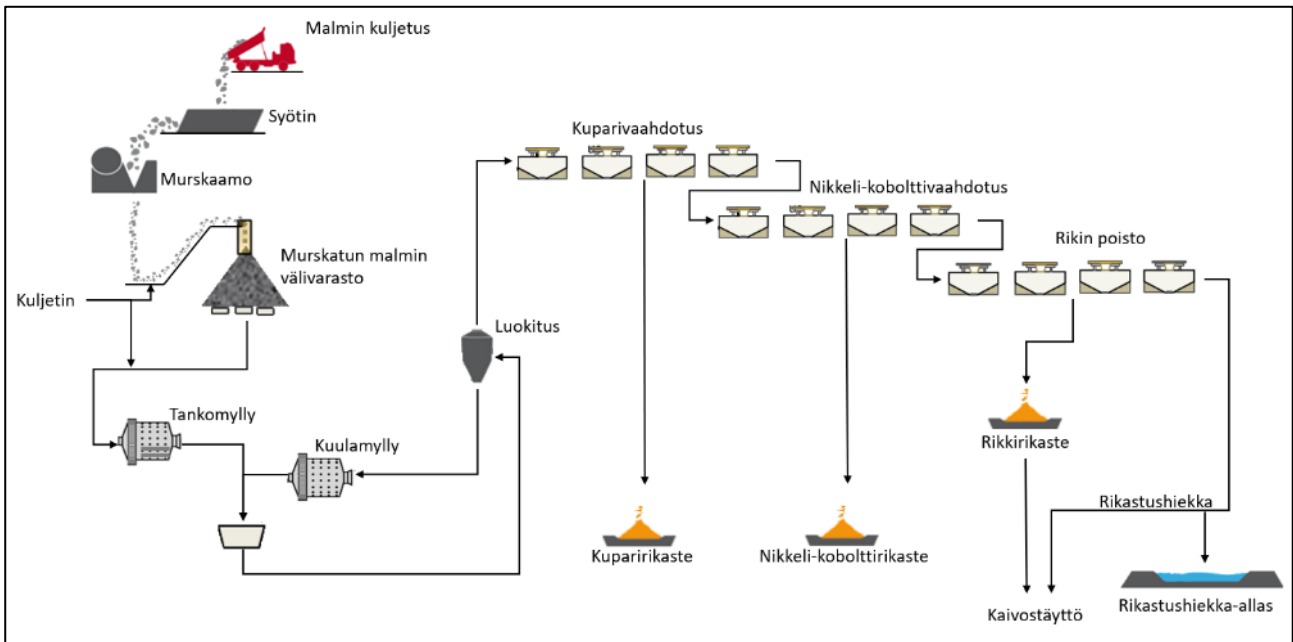 Malmin kuljetus
Syötin
Murskaamo
Murskatun malmin
välivarasto
Kuljetin
Tankomylly
Kuulamylly
Luokitus
Kuparivaahdotus
Nikkeli-kobolttivaahdotus
Rikin poisto
Rikkirikaste
Rikastushiekka
Kuparirikaste
Nikkeli-kobolttirikaste
Kaivostäyttö
Rikastushiekka-allas